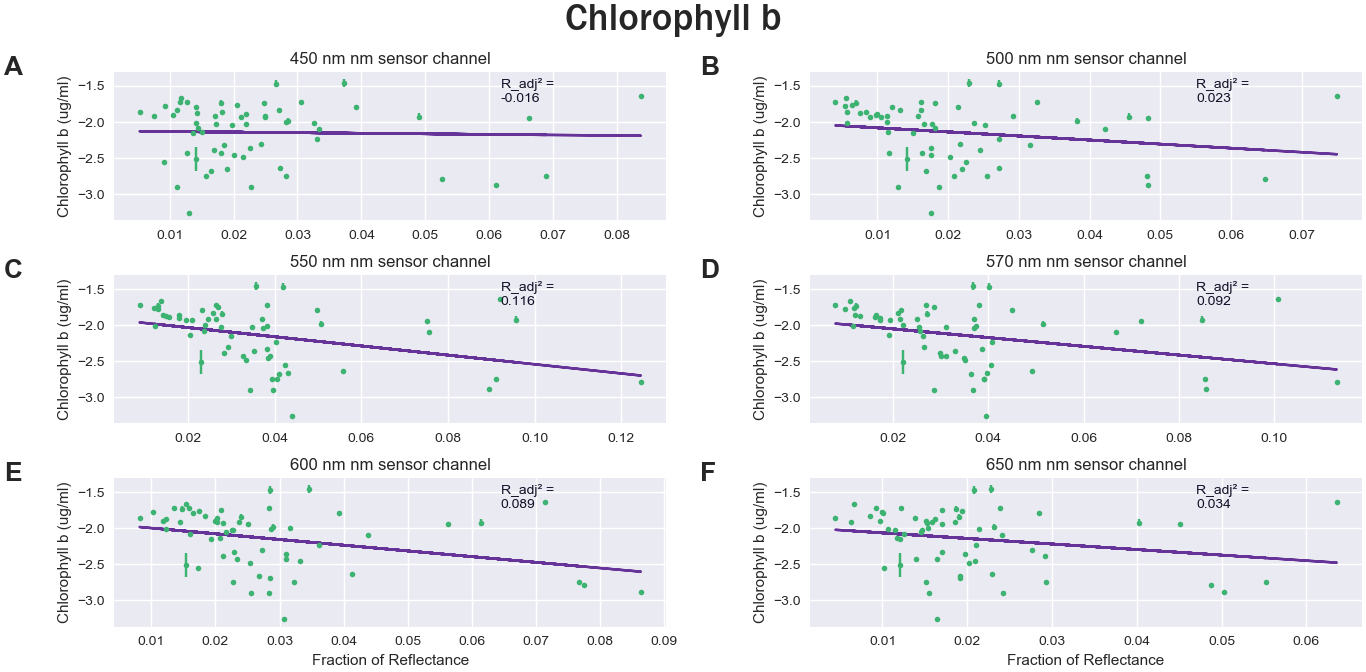 Chlorophyll b
A
450 nm nm sensor channel
Chlorophyll b (ug/ml)
−1.5
−2.0
−2.5
−3.0
R_adj² =
-0.016
0.01 0.02 0.03 0.04 0.05 0.06 0.07 0.08
B
500 nm nm sensor channel
Chlorophyll b (ug/ml)
−1.5
−2.0
−2.5
−3.0
R_adj² =
0.023
0.01 0.02 0.03 0.04 0.05 0.06 0.07
C
550 nm nm sensor channel
Chlorophyll b (ug/ml)
−1.5
−2.0
−2.5
−3.0
R_adj² =
0.116
0.02 0.04 0.06 0.08 0.10 0.12
D
570 nm nm sensor channel
Chlorophyll b (ug/ml)
−1.5
−2.0
−2.5
−3.0
R_adj² =
0.092
0.02 0.04 0.06 0.08 0.10
E
600 nm nm sensor channel
Chlorophyll b (ug/ml)
−1.5
−2.0
−2.5
−3.0
R_adj² =
0.089
0.01 0.02 0.03 0.04 0.05 0.06 0.07 0.08 0.09
Fraction of Reflectance
F
650 nm nm sensor channel
Chlorophyll b (ug/ml)
−1.5
−2.0
−2.5
−3.0
R_adj² =
0.034
0.01 0.02 0.03 0.04 0.05 0.06
Fraction of Reflectance